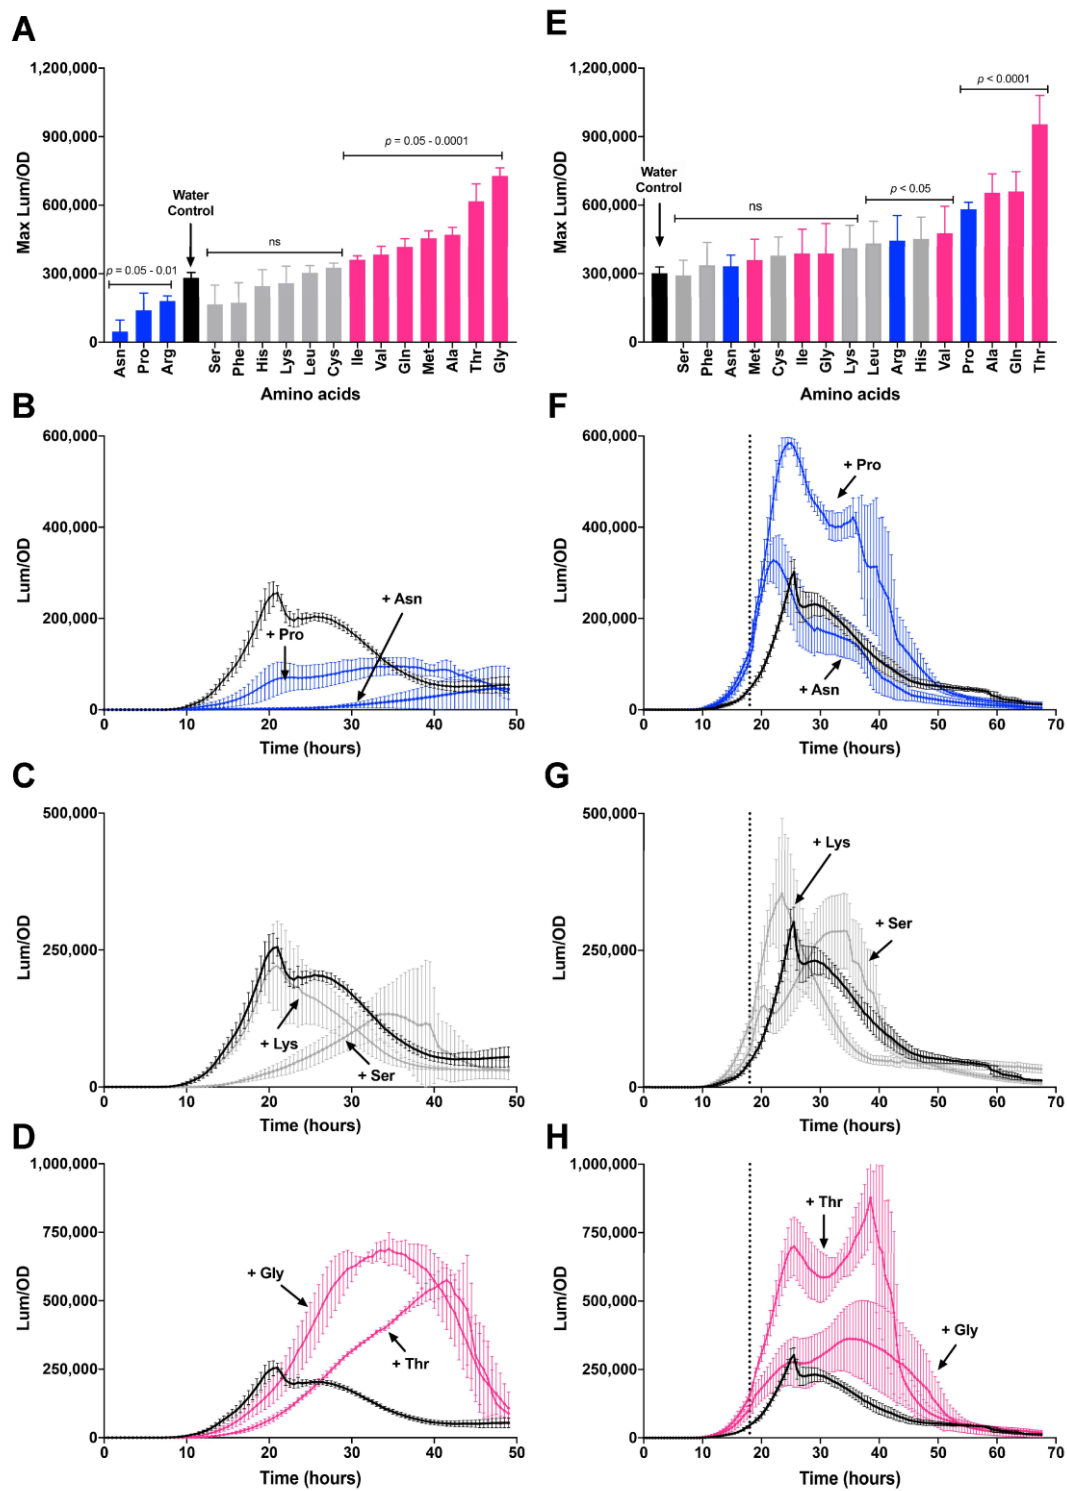 A
1,200,000
900,000
600,000
300,000
0
Max Lum/OD
p = 0.05 - 0.01
Water
Control
ns
p = 0.05 - 0.0001
Asn
Pro
Arg
Ser
Phe
His
Lys
Leu
Cys
Ile
Val
Gln
Met
Ala
Thr
Gly
Amino acids
E
1,200,000
900,000
600,000
300,000
0
Max Lum/OD
Water
Control
ns
p < 0.05
p < 0.0001
Ser
Phe
Asn
Met
Cys
Ile
Gly
Lys
Leu
Arg
His
Val
Pro
Ala
Gln
Thr
Amino acids
B
600,000
400,000
200,000
0
Lum/OD
+ Asn
+ Pro
0 10 20 30 40 50
Time (hours)
F
600,000
400,000
200,000
0
Lum/OD
+ Pro
+ Asn
0 10 20 30 40 50 60 70
Time (hours)
C
500,000
250,000
0
Lum/OD
+ Lys
+ Ser
0 10 20 30 40 50
Time (hours)
G
500,000
250,000
0
Lum/OD
+ Lys
+ Ser
0 10 20 30 40 50 60 70
Time (hours)
D
1,000,000
750,000
500,000
250,000
0
Lum/OD
+ Gly
+ Thr
0 10 20 30 40 50
Time (hours)
H
1,000,000
750,000
500,000
250,000
0
Lum/OD
+ Thr
+ Gly
0 10 20 30 40 50 60 70
Time (hours)